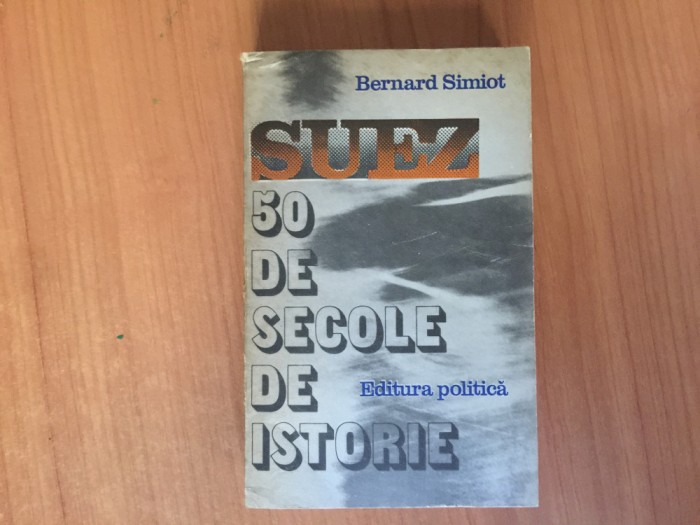 Bernard Simiot
SUEZ
50
DE
SECOLE
DE
Editura politică
ISTORIE